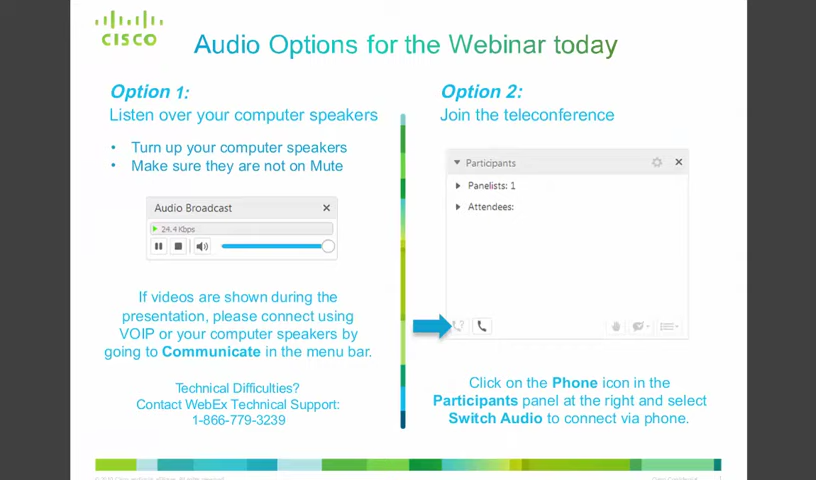 CISCO
Audio Options for the Webinar today
Option 1:
Listen over your computer speakers
• Turn up your computer speakers
• Make sure they are not on Mute
Audio Broadcast
24.4 Kbps
If videos are shown during the
presentation, please connect using
VOIP or your computer speakers by
going to Communicate in the menu bar.
Technical Difficulties?
Contact WebEx Technical Support:
1-866-779-3239
Option 2:
Join the teleconference
Participants
Panelists: 1
Attendees:
Click on the Phone icon in the
Participants panel at the right and select
Switch Audio to connect via phone.